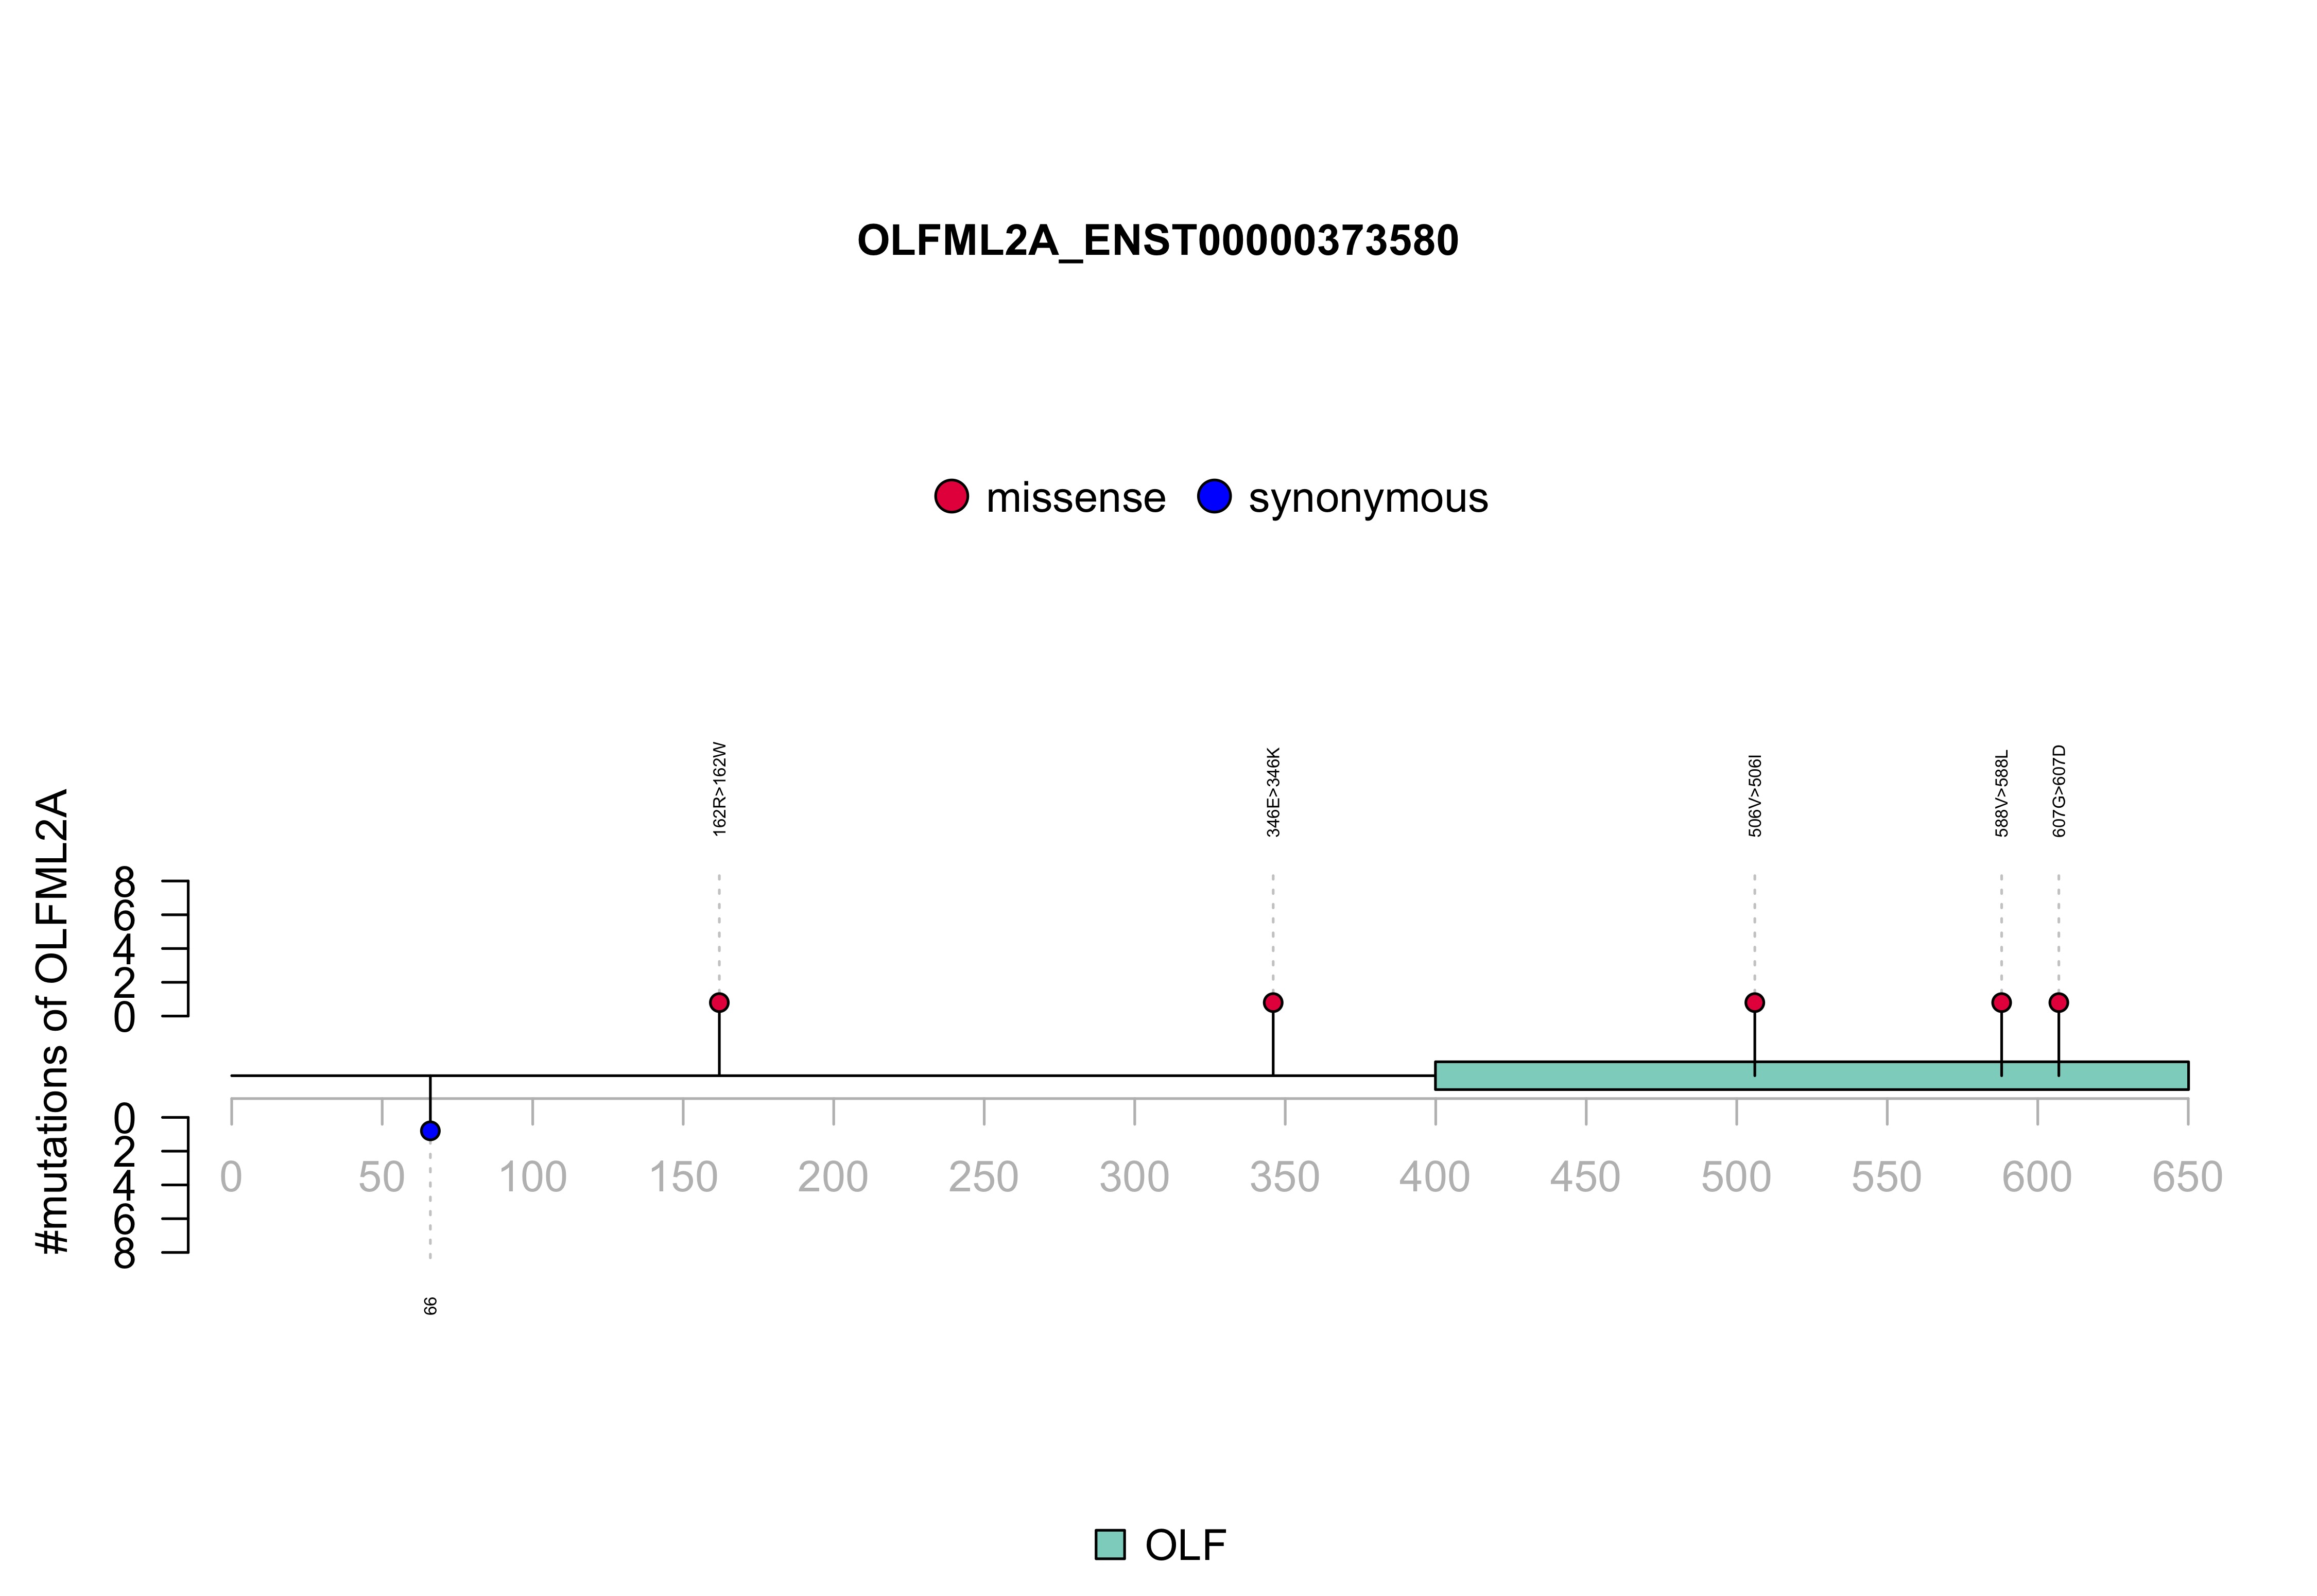 OLFML2A_ENST00000373580
missense synonymous
162R>162W
346E>346K
506V>506I
588V>588L
607G>607D
#mutations of OLFML2A
8
6
4
2
0
0
2
4
6
8
0 50 100 150 200 250 300 350 400 450 500 550 600 650
66
OLF